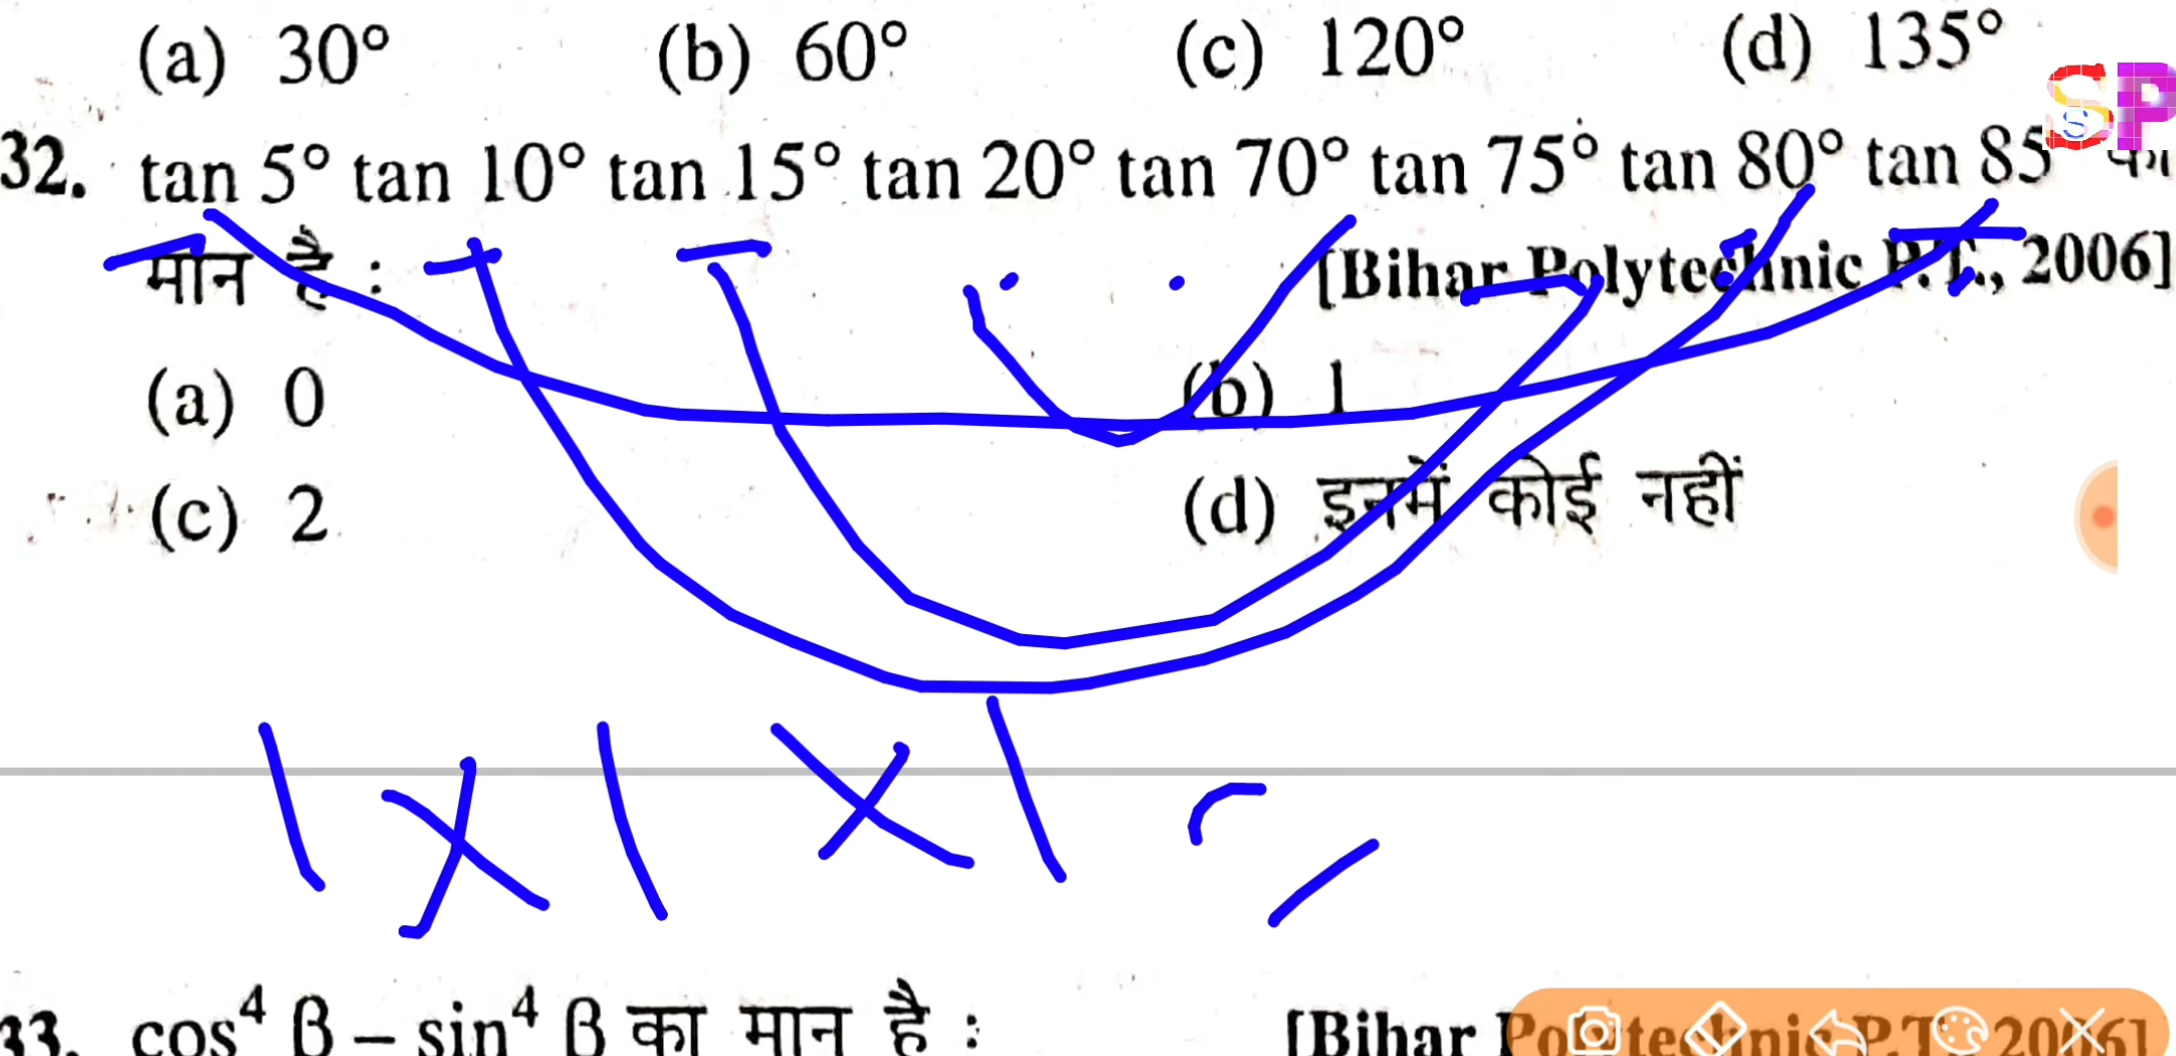 (a) 30° (b) 60° (c) 120° (d) 135°
SP
S
32. tan 5° tan 10° tan 15° tan 20° tan 70° tan 75° tan 80° tan 85 का
मान है : [Bihar Polytechnic P.T., 2006]
(a) 0 (b) 1
(c) 2 (d) इनमें कोई नहीं
1 × 1 × 1
33. cos⁴ β – sin⁴ β का मान है : [Bihar Polytechnic P.T. 2006]